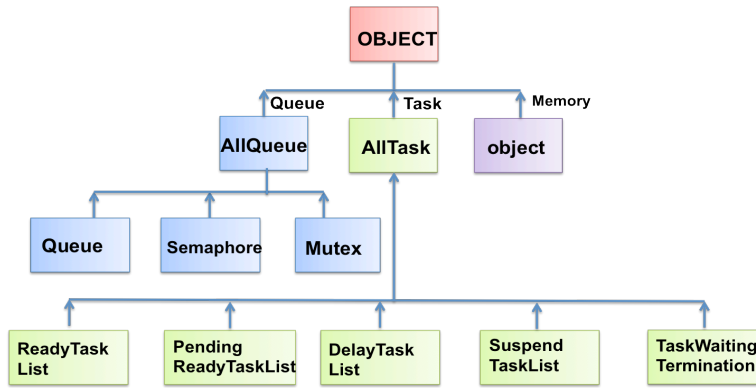 OBJECT
Queue
Task
Memory
AllQueue
AllTask
object
Queue
Semaphore
Mutex
ReadyTask
List
Pending
ReadyTaskList
DelayTask
List
Suspend
TaskList
TaskWaiting
Termination